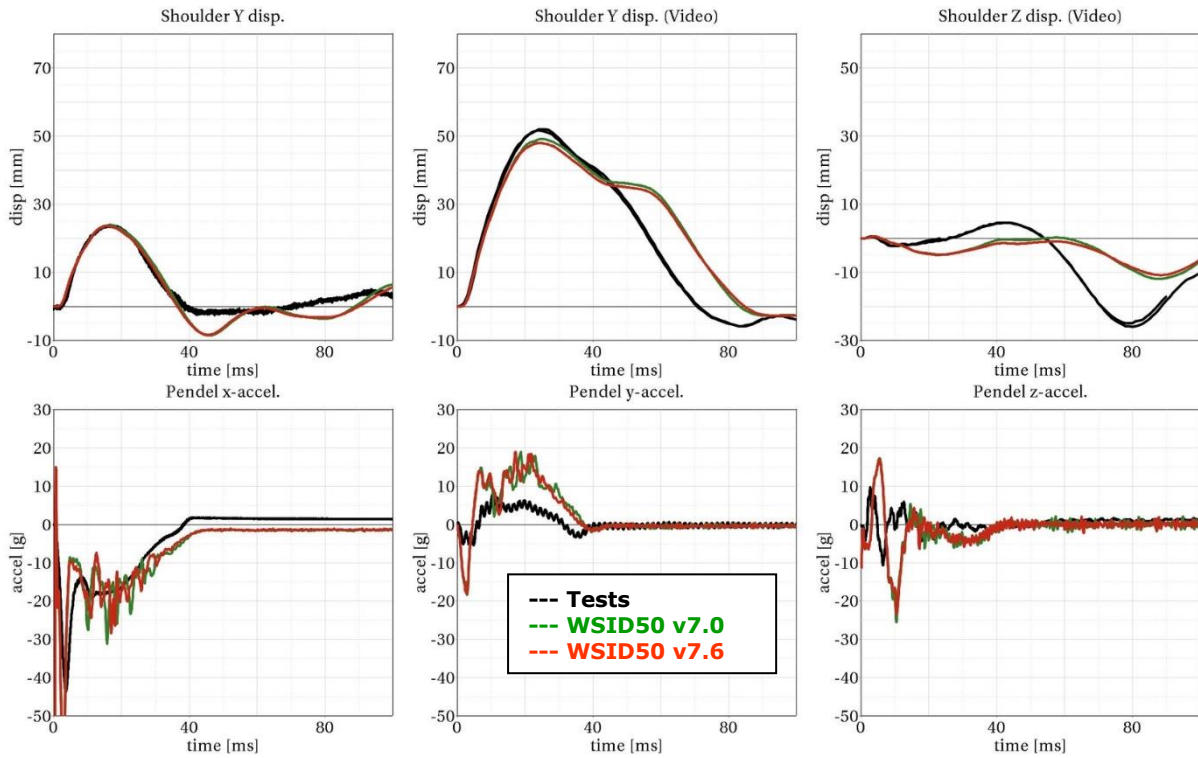 Shoulder Y disp.
Shoulder Y disp. (Video)
Shoulder Z disp. (Video)
disp [mm]
70
50
30
10
-10
0
40
80
time [ms]
disp [mm]
70
50
30
10
-10
0
40
80
time [ms]
disp [mm]
50
30
10
-10
-30
0
40
80
time [ms]
Pendel x-accel.
Pendel y-accel.
Pendel z-accel.
accel [g]
30
20
10
0
-10
-20
-30
-40
-50
0
40
80
time [ms]
accel [g]
30
20
10
0
-10
-20
-30
-40
-50
0
40
80
time [ms]
accel [g]
30
20
10
0
-10
-20
-30
-40
-50
0
40
80
time [ms]
--- Tests
--- WSID50 v7.0
--- WSID50 v7.6